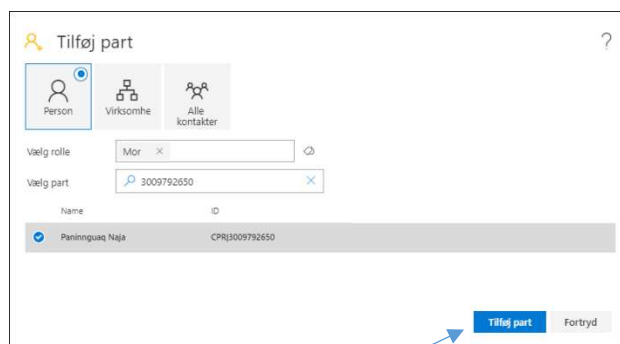 Tilføj part
?
Person
Virksomhe
Alle
kontakter
Vælg rolle
Mor ×
Vælg part
3009792650
Name ID
Paninnguaq Naja CPR|3009792650
Tilføj part Fortryd